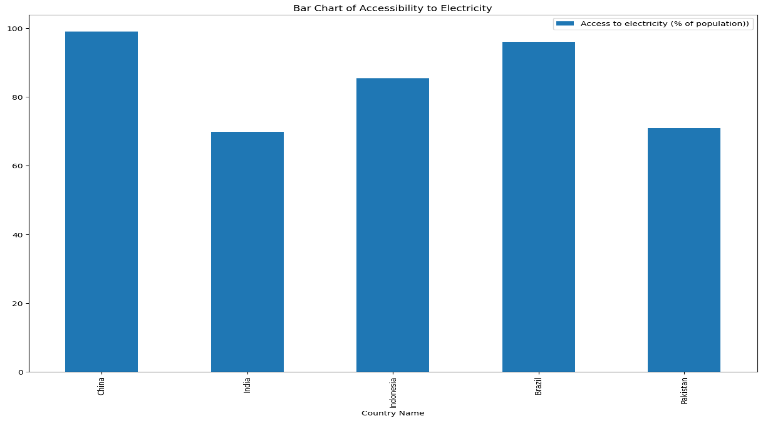 Bar Chart of Accessibility to Electricity
Access to electricity (% of population))
100
80
60
40
20
0
China
India
Indonesia
Brazil
Pakistan
Country Name